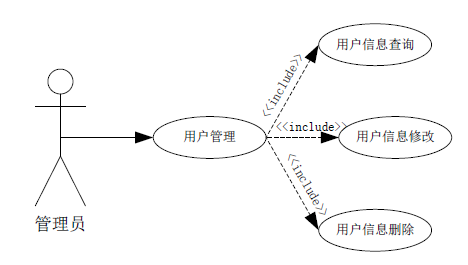 用户信息查询
<<include>>
用户管理
<<include>>
用户信息修改
<<include>>
管理员
用户信息删除